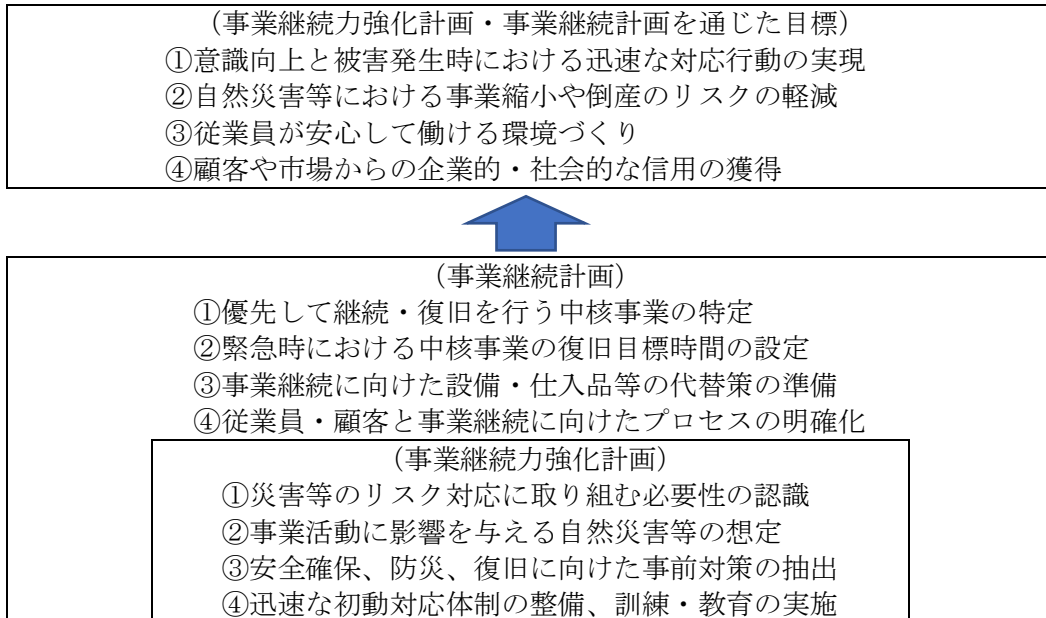 （事業継続力強化計画・事業継続計画を通じた目標）
①意識向上と被害発生時における迅速な対応行動の実現
②自然災害等における事業縮小や倒産のリスクの軽減
③従業員が安心して働ける環境づくり
④顧客や市場からの企業的・社会的な信用の獲得
（事業継続計画）
①優先して継続・復旧を行う中核事業の特定
②緊急時における中核事業の復旧目標時間の設定
③事業継続に向けた設備・仕入品等の代替策の準備
④従業員・顧客と事業継続に向けたプロセスの明確化
（事業継続力強化計画）
①災害等のリスク対応に取り組む必要性の認識
②事業活動に影響を与える自然災害等の想定
③安全確保、防災、復旧に向けた事前対策の抽出
④迅速な初動対応体制の整備、訓練・教育の実施